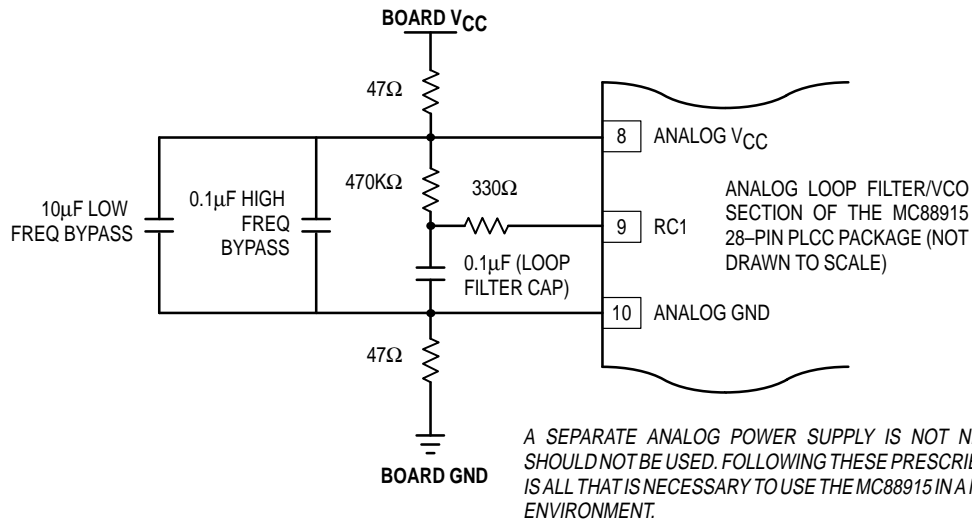 BOARD VCC
47Ω
8 ANALOG VCC
470KΩ
330Ω
10µF LOW
FREQ BYPASS
0.1µF HIGH
FREQ
BYPASS
9 RC1
ANALOG LOOP FILTER/VCO
SECTION OF THE MC88915
28–PIN PLCC PACKAGE (NOT
DRAWN TO SCALE)
0.1µF (LOOP
FILTER CAP)
10 ANALOG GND
47Ω
BOARD GND
A SEPARATE ANALOG POWER SUPPLY IS NOT
SHOULD NOT BE USED. FOLLOWING THESE
IS ALL THAT IS NECESSARY TO USE THE MC88915 IN A
ENVIRONMENT.